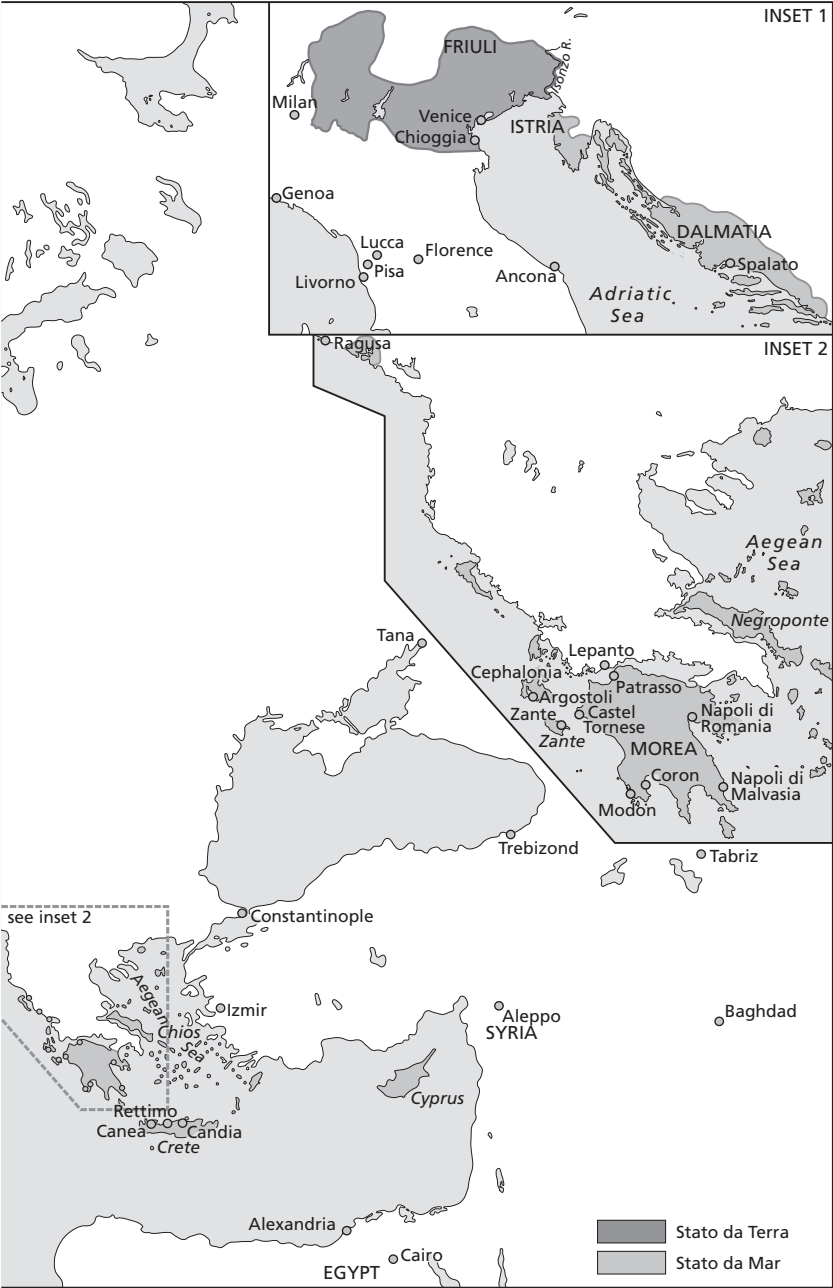 INSET 1
FRIULI
Isonzo R.
Milan
Venice
Chioggia
ISTRIA
Genoa
DALMATIA
Lucca
Florence
Pisa
Spalato
Livorno
Ancona
Adriatic
Sea
Ragusa
INSET 2
Aegean
Sea
Negroponte
Tana
Lepanto
Cephalonia
Patrasso
Argostoli
Zante
Castel
Tornese
Napoli di
Romania
Zante
MOREA
Coron
Napoli di
Malvasia
Modon
Trebizond
Tabriz
see inset 2
Constantinople
Aegean
Sea
Izmir
Chios
Aleppo
SYRIA
Baghdad
Cyprus
Rettimo
Canea
Candia
Crete
Alexandria
Stato da Terra
Cairo
EGYPT
Stato da Mar